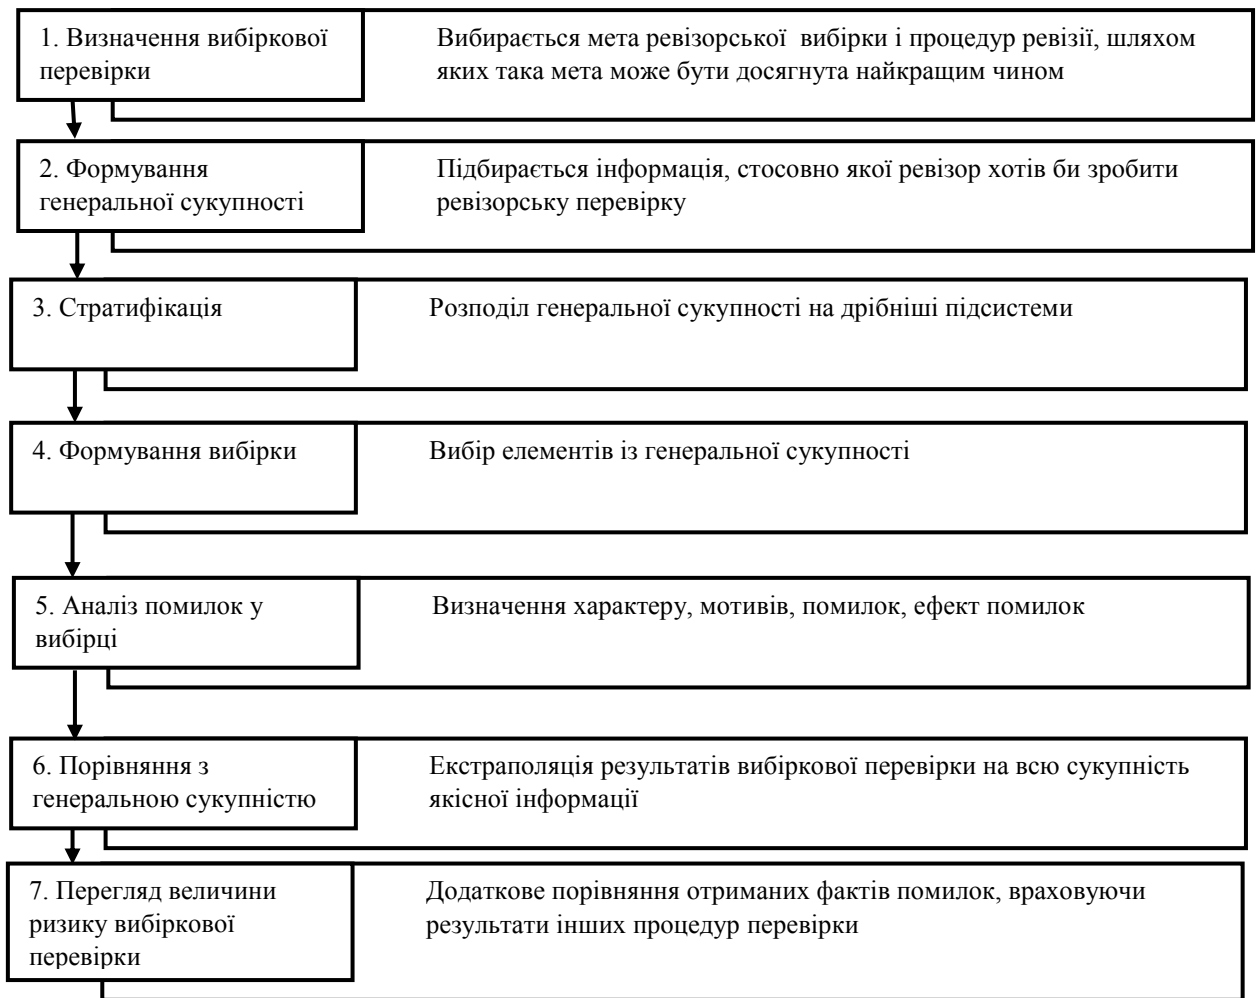 1. Визначення вибіркової
перевірки
Вибирається мета ревізорської вибірки і процедур ревізії, шляхом
яких така мета може бути досягнута найкращим чином
2. Формування
генеральної сукупності
Підбирається інформація, стосовно якої ревізор хотів би зробити
ревізорську перевірку
3. Стратифікація
Розподіл генеральної сукупності на дрібніші підсистеми
4. Формування вибірки
Вибір елементів із генеральної сукупності
5. Аналіз помилок у
вибірці
Визначення характеру, мотивів, помилок, ефект помилок
6. Порівняння з
генеральною сукупністю
Екстраполяція результатів вибіркової перевірки на всю сукупність
якісної інформації
7. Перегляд величини
ризику вибіркової
перевірки
Додаткове порівняння отриманих фактів помилок, враховуючи
результати інших процедур перевірки